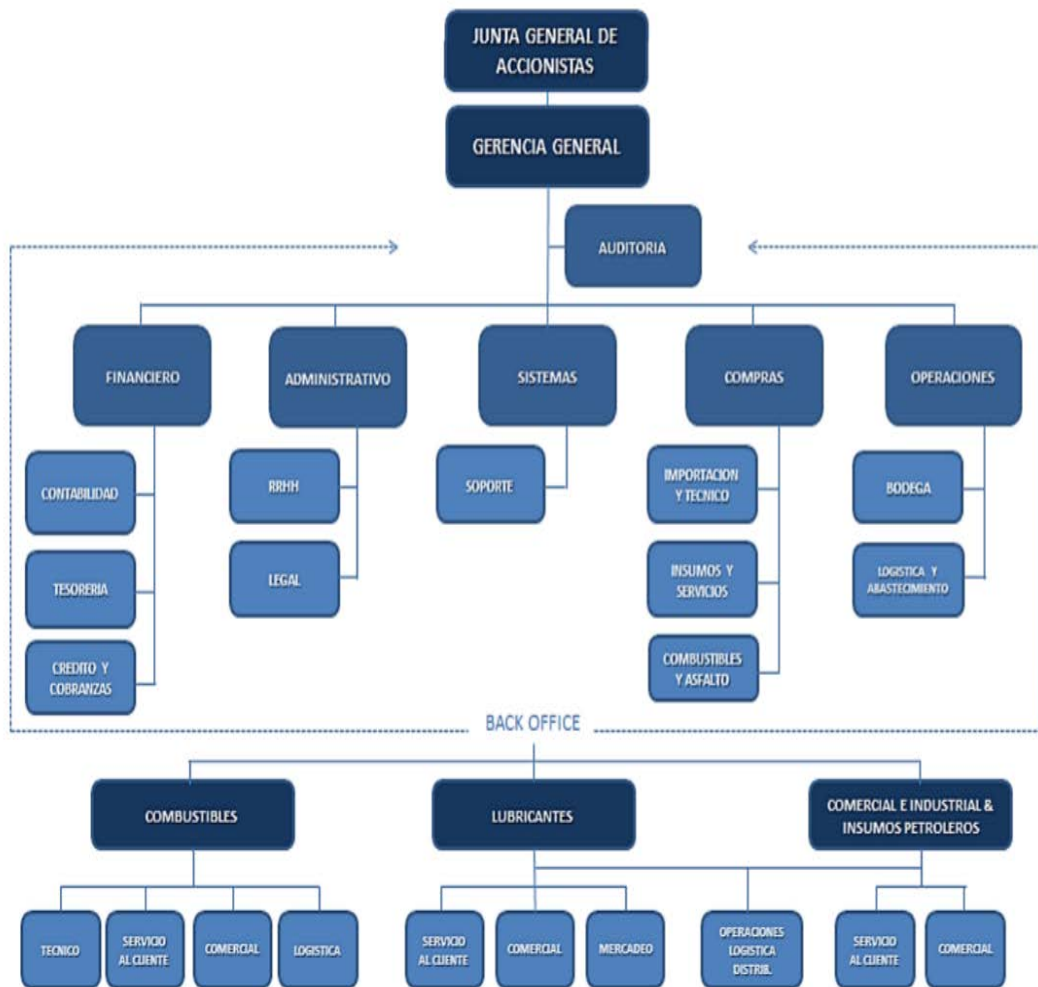 JUNTA GENERAL DE
ACCIONISTAS
GERENCIA GENERAL
AUDITORIA
FINANCIERO
ADMINISTRATIVO
SISTEMAS
COMPRAS
OPERACIONES
CONTABILIDAD
TESORERIA
CREDITO Y
COBRANZAS
RRHH
LEGAL
SOPORTE
IMPORTACION
Y TECNICO
INSUMOS Y
SERVICIOS
COMBUSTIBLES
Y ASFALTO
BODEGA
LOGISTICA Y
ABASTECIMIENTO
BACK OFFICE
COMBUSTIBLES
LUBRICANTES
COMERCIAL E INDUSTRIAL &
INSUMOS PETROLEROS
TECNICO
SERVICIO
AL CLIENTE
COMERCIAL
LOGISTICA
SERVICIO
AL CLIENTE
COMERCIAL
MERCADEO
OPERACIONES
LOGISTICA
DISTRIB.
SERVICIO
AL CLIENTE
COMERCIAL